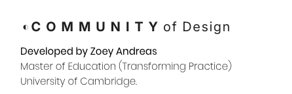 COMMUNITY of Design
Developed by Zoey Andreas
Master of Education (Transforming Practice)
University of Cambridge.